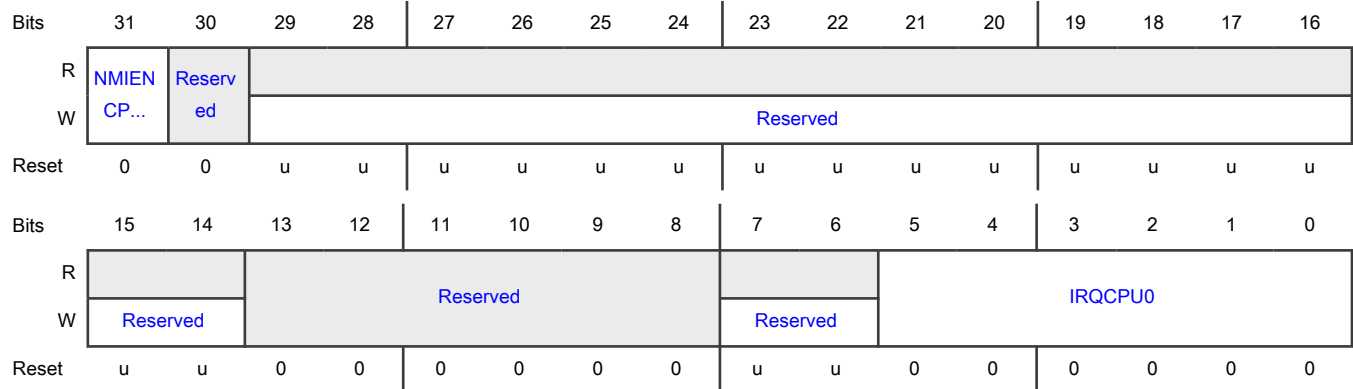 Bits 31 30 29 28 27 26 25 24 23 22 21 20 19 18 17 16
R
NMIEN Reserv
CP... ed
W Reserved
Reset 0 0 u u u u u u u u u u u u u u
Bits 15 14 13 12 11 10 9 8 7 6 5 4 3 2 1 0
R
Reserved IRQCPU0
W Reserved Reserved
Reset u u 0 0 0 0 0 0 u u 0 0 0 0 0 0